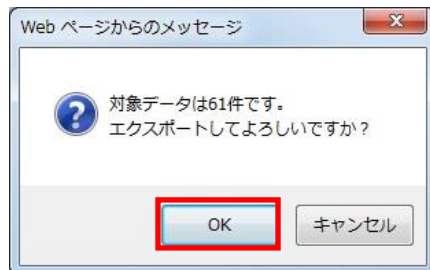 Web ページからのメッセージ
x
対象データは61件です。
エクスポートしてよろしいですか？
OK
キャンセル